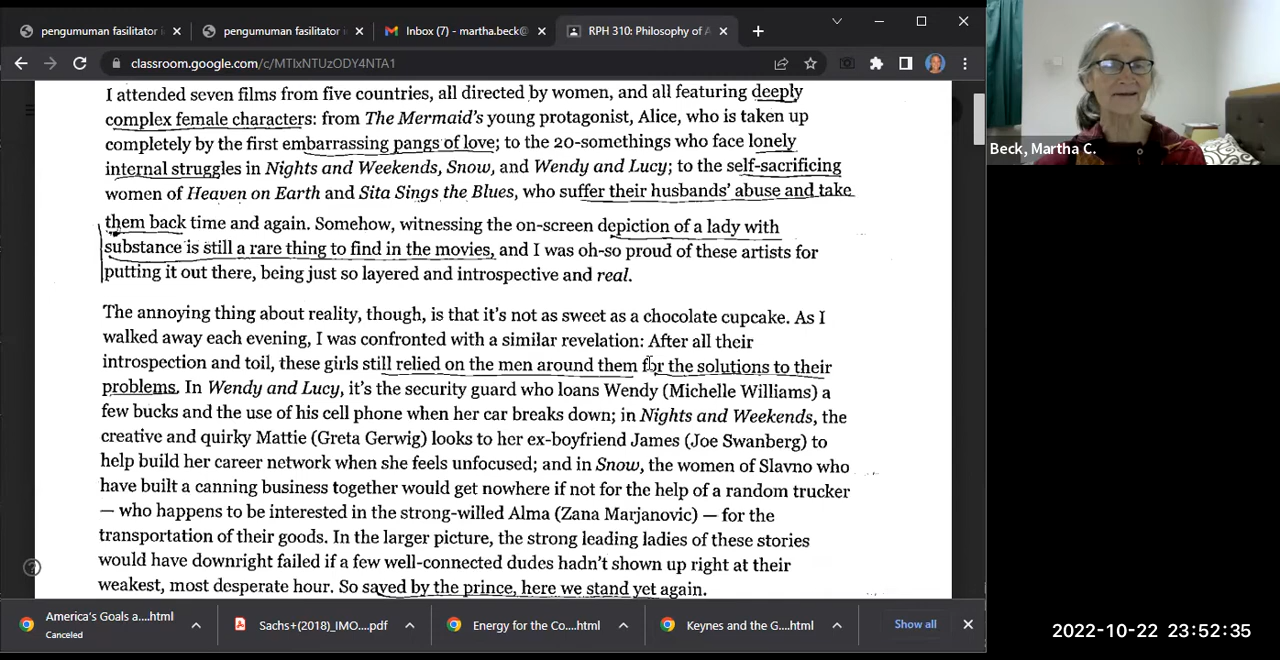 pengumuman fasilitator i
pengumuman fasilitator i
Inbox (7) - martha.beck@
RPH 310: Philosophy of A
classroom.google.com/c/MTIxNTUzODY4NTA1
I attended seven films from five countries, all directed by women, and all featuring deeply
complex female characters: from The Mermaid's young protagonist, Alice, who is taken up
completely by the first embarrassing pangs of love; to the 20-somethings who face lonely
internal struggles in Nights and Weekends, Snow, and Wendy and Lucy; to the self-sacrificing
women of Heaven on Earth and Sita Sings the Blues, who suffer their husbands' abuse and take
them back time and again. Somehow, witnessing the on-screen depiction of a lady with
substance is still a rare thing to find in the movies, and I was oh-so proud of these artists for
putting it out there, being just so layered and introspective and real.
The annoying thing about reality, though, is that it's not as sweet as a chocolate cupcake. As I
walked away each evening, I was confronted with a similar revelation: After all their
introspection and toil, these girls still relied on the men around them for the solutions to their
problems. In Wendy and Lucy, it's the security guard who loans Wendy (Michelle Williams) a
few bucks and the use of his cell phone when her car breaks down; in Nights and Weekends, the
creative and quirky Mattie (Greta Gerwig) looks to her ex-boyfriend James (Joe Swanberg) to
help build her career network when she feels unfocused; and in Snow, the women of Slavno who
have built a canning business together would get nowhere if not for the help of a random trucker
— who happens to be interested in the strong-willed Alma (Zana Marjanovic) — for the
transportation of their goods. In the larger picture, the strong leading ladies of these stories
would have downright failed if a few well-connected dudes hadn't shown up right at their
weakest, most desperate hour. So saved by the prince, here we stand yet again.
America's Goals a....html
Canceled
Sachs+(2018)_IMO....pdf
Energy for the Co....html
Keynes and the G....html
Show all
Beck, Martha C.
2022-10-22 23:52:35